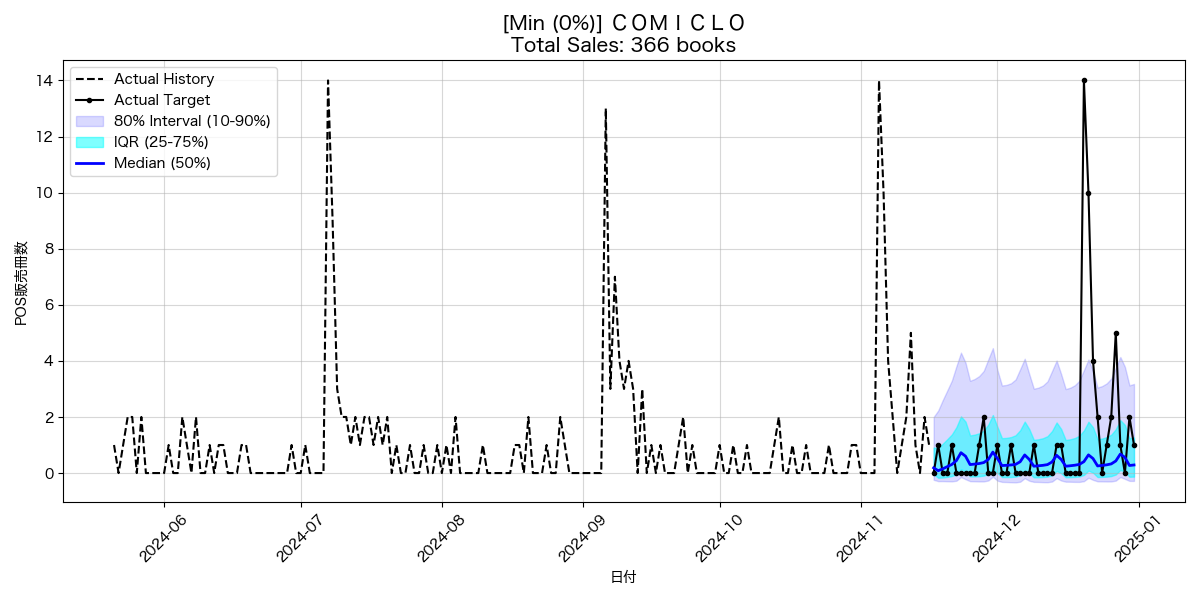 [Min (0%)] ＣＯＭＩＣＬＯ
Total Sales: 366 books
Actual History
Actual Target
80% Interval (10-90%)
IQR (25-75%)
Median (50%)
POS販売冊数
14
12
10
8
6
4
2
0
2024-06
2024-07
2024-08
2024-09
2024-10
2024-11
2024-12
2025-01
日付